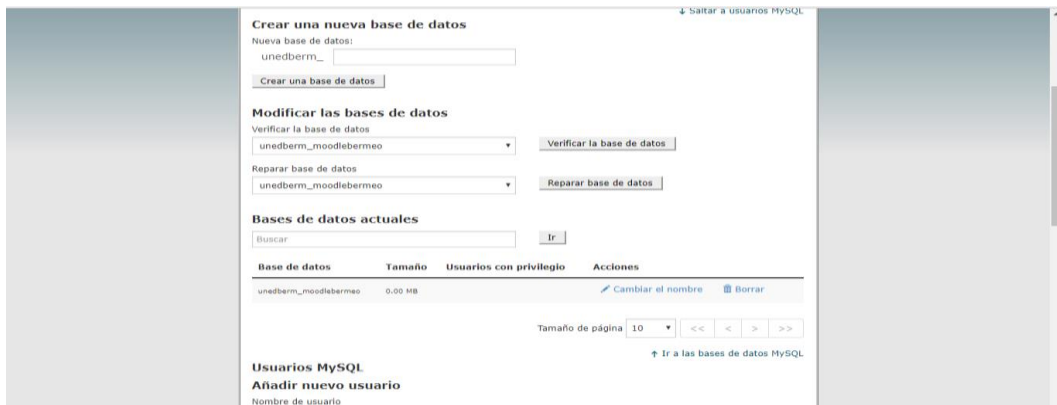 ↓ Saltar a usuarios MySQL
Crear una nueva base de datos
Nueva base de datos:
unedberm_
Crear una base de datos
Modificar las bases de datos
Verificar la base de datos
unedberm_moodlebermeo Verificar la base de datos
Reparar base de datos
unedberm_moodlebermeo Reparar base de datos
Bases de datos actuales
Buscar Ir
Base de datos Tamaño Usuarios con privilegio Acciones
unedberm_moodlebermeo 0.00 MB Cambiar el nombre Borrar
Tamaño de página 10 << < > >>
↑ Ir a las bases de datos MySQL
Usuarios MySQL
Añadir nuevo usuario
Nombre de usuario